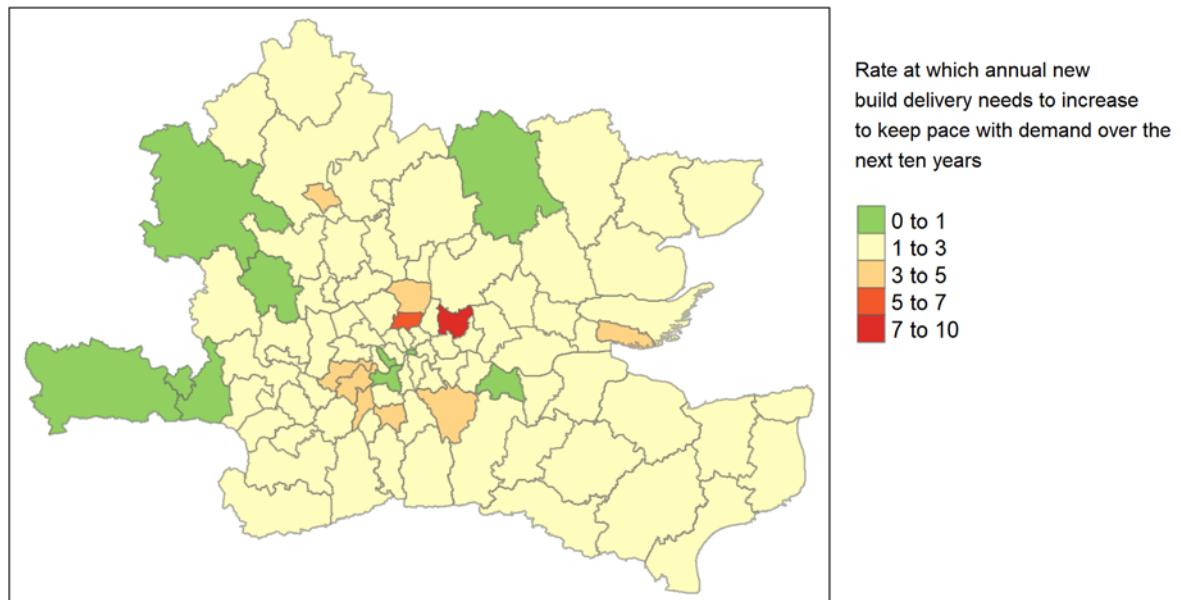 Rate at which annual new
build delivery needs to increase
to keep pace with demand over the
next ten years
0 to 1
1 to 3
3 to 5
5 to 7
7 to 10